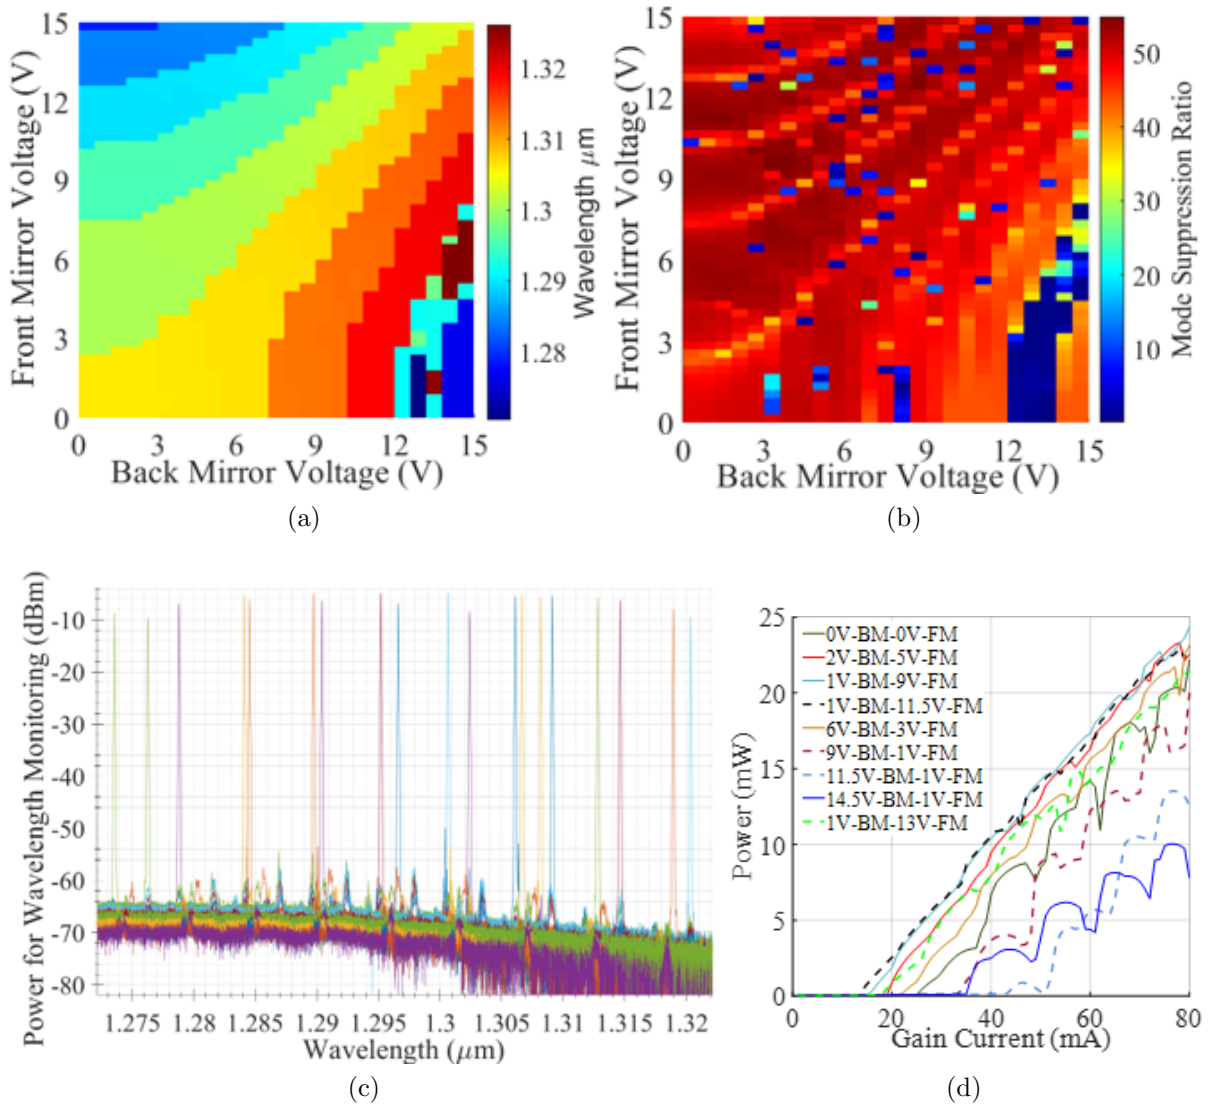 Front Mirror Voltage (V)
15
12
9
6
3
0
0 3 6 9 12 15
Back Mirror Voltage (V)
1.32
1.31
1.3
1.29
1.28
Wavelength μm
(a)
Front Mirror Voltage (V)
15
12
9
6
3
0
0 3 6 9 12 15
Back Mirror Voltage (V)
50
40
30
20
10
Mode Suppression Ratio
(b)
Power for Wavelength Monitoring (dBm)
-10
-20
-30
-40
-50
-60
-70
-80
1.275 1.28 1.285 1.29 1.295 1.3 1.305 1.31 1.315 1.32
Wavelength (μm)
(c)
Power (mW)
25
20
15
10
5
0
0V-BM-0V-FM
2V-BM-5V-FM
1V-BM-9V-FM
1V-BM-11.5V-FM
6V-BM-3V-FM
9V-BM-1V-FM
11.5V-BM-1V-FM
14.5V-BM-1V-FM
1V-BM-13V-FM
0 20 40 60 80
Gain Current (mA)
(d)